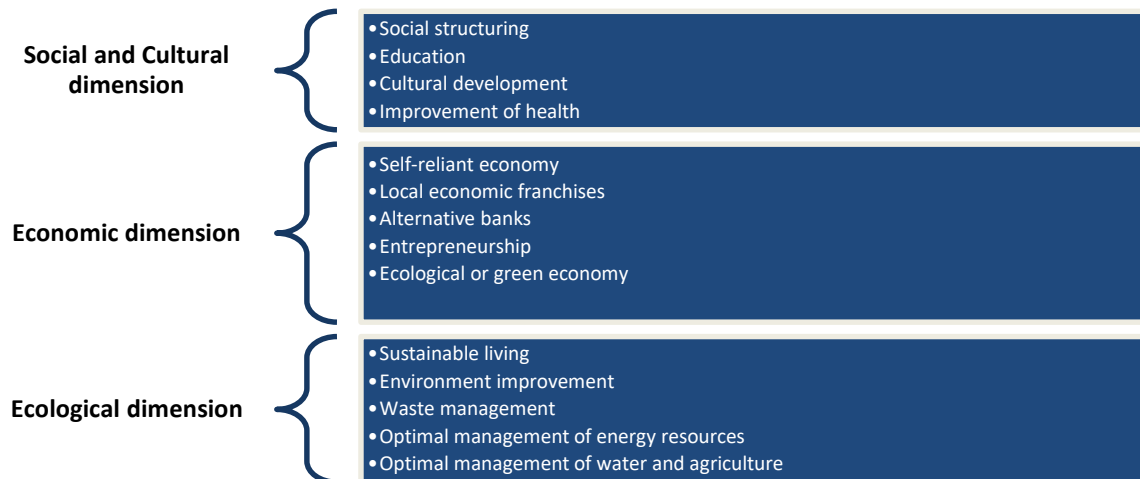 Social and Cultural
dimension
•Social structuring
•Education
•Cultural development
•Improvement of health
Economic dimension
•Self-reliant economy
•Local economic franchises
•Alternative banks
•Entrepreneurship
•Ecological or green economy
Ecological dimension
•Sustainable living
•Environment improvement
•Waste management
•Optimal management of energy resources
•Optimal management of water and agriculture